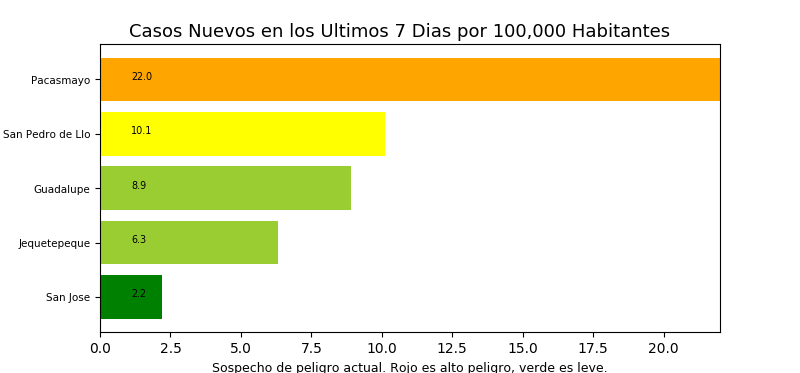 Casos Nuevos en los Ultimos 7 Dias por 100,000 Habitantes
Pacasmayo 22.0
San Pedro de Llo 10.1
Guadalupe 8.9
Jequetepeque 6.3
San Jose 2.2
0.0 2.5 5.0 7.5 10.0 12.5 15.0 17.5 20.0
Sospecho de peligro actual. Rojo es alto peligro, verde es leve.